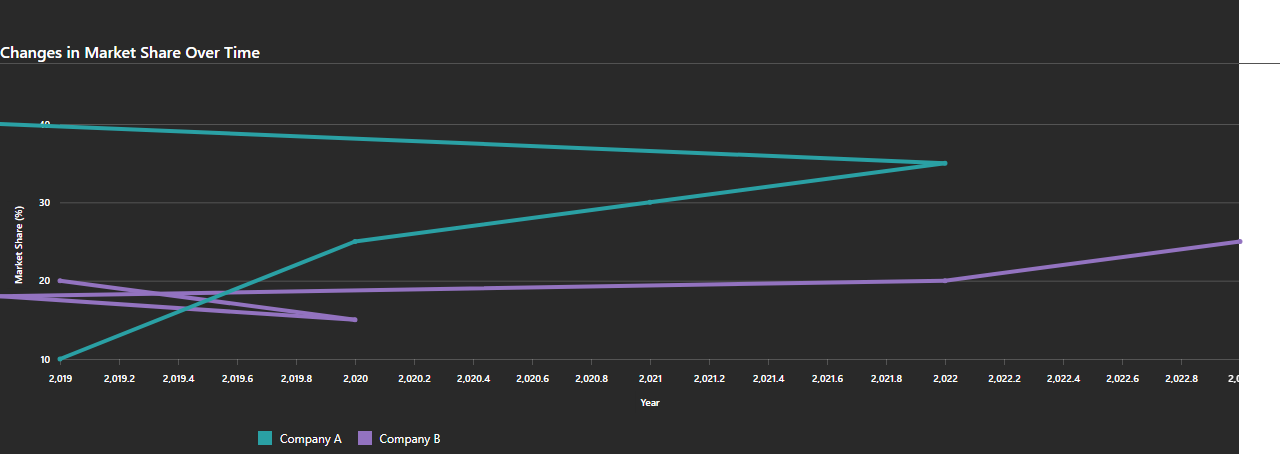 Changes in Market Share Over Time
40
30
20
10
Market Share (%)
2,019 2,019.2 2,019.4 2,019.6 2,019.8 2,020 2,020.2 2,020.4 2,020.6 2,020.8 2,021 2,021.2 2,021.4 2,021.6 2,021.8 2,022 2,022.2 2,022.4 2,022.6 2,022.8
Year
Company A Company B